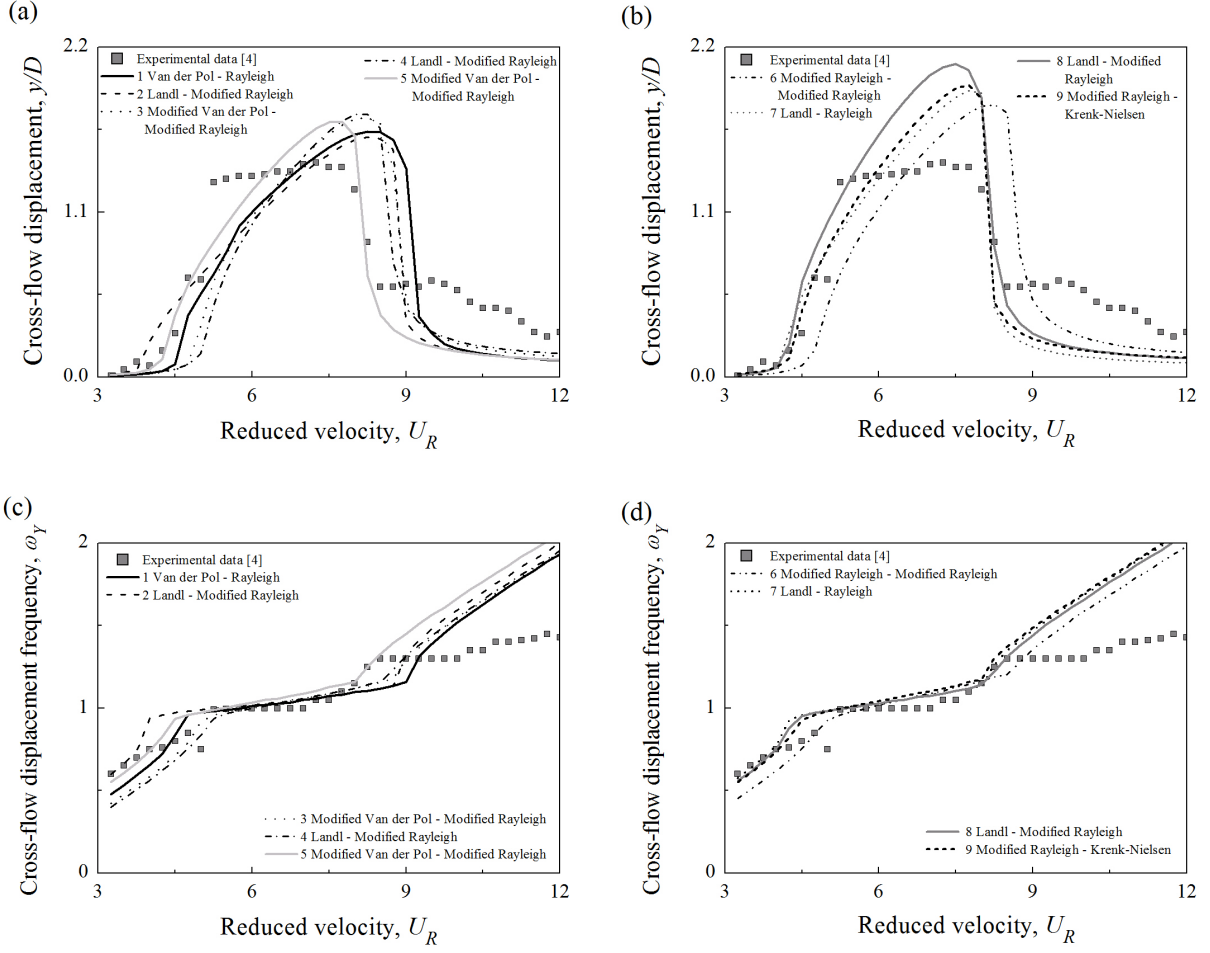 (a)
2.2
1.1
0.0
Cross-flow displacement, y/D
Experimental data [4]
1 Van der Pol - Rayleigh
2 Landl - Modified Rayleigh
3 Modified Van der Pol -
Modified Rayleigh
4 Landl - Modified Rayleigh
5 Modified Van der Pol -
Modified Rayleigh
3 6 9 12
Reduced velocity, U_R
(b)
2.2
1.1
0.0
Cross-flow displacement, y/D
Experimental data [4]
6 Modified Rayleigh -
Modified Rayleigh
7 Landl - Rayleigh
8 Landl - Modified
Rayleigh
9 Modified Rayleigh -
Krenk-Nielsen
3 6 9 12
Reduced velocity, U_R
(c)
2
1
0
Cross-flow displacement frequency, ω_Y
Experimental data [4]
1 Van der Pol - Rayleigh
2 Landl - Modified Rayleigh
3 Modified Van der Pol - Modified Rayleigh
4 Landl - Modified Rayleigh
5 Modified Van der Pol - Modified Rayleigh
3 6 9 12
Reduced velocity, U_R
(d)
2
1
0
Cross-flow displacement frequency, ω_Y
Experimental data [4]
6 Modified Rayleigh - Modified Rayleigh
7 Landl - Rayleigh
8 Landl - Modified Rayleigh
9 Modified Rayleigh - Krenk-Nielsen
3 6 9 12
Reduced velocity, U_R